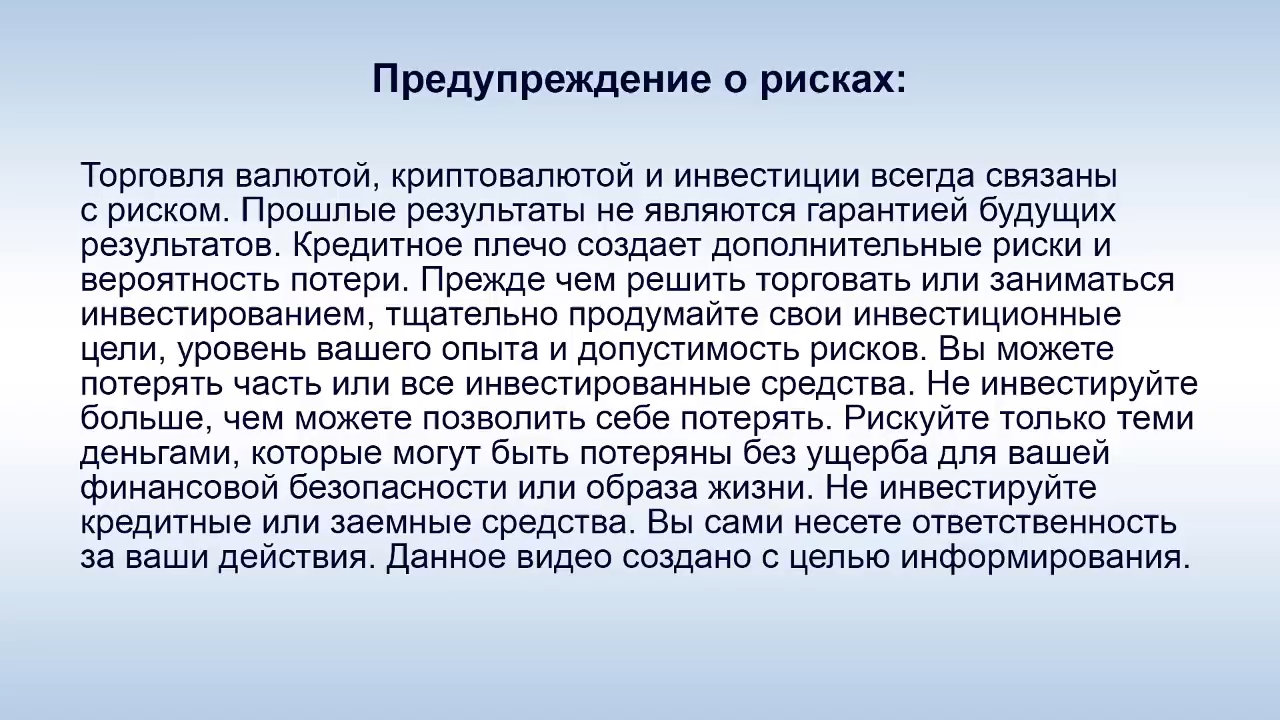 Предупреждение о рисках:
Торговля валютой, криптовалютой и инвестиции всегда связаны
с риском. Прошлые результаты не являются гарантией будущих
результатов. Кредитное плечо создает дополнительные риски и
вероятность потери. Прежде чем решить торговать или заниматься
инвестированием, тщательно продумайте свои инвестиционные
цели, уровень вашего опыта и допустимость рисков. Вы можете
потерять часть или все инвестированные средства. Не инвестируйте
больше, чем можете позволить себе потерять. Рискуйте только теми
деньгами, которые могут быть потеряны без ущерба для вашей
финансовой безопасности или образа жизни. Не инвестируйте
кредитные или заемные средства. Вы сами несете ответственность
за ваши действия. Данное видео создано с целью информирования.